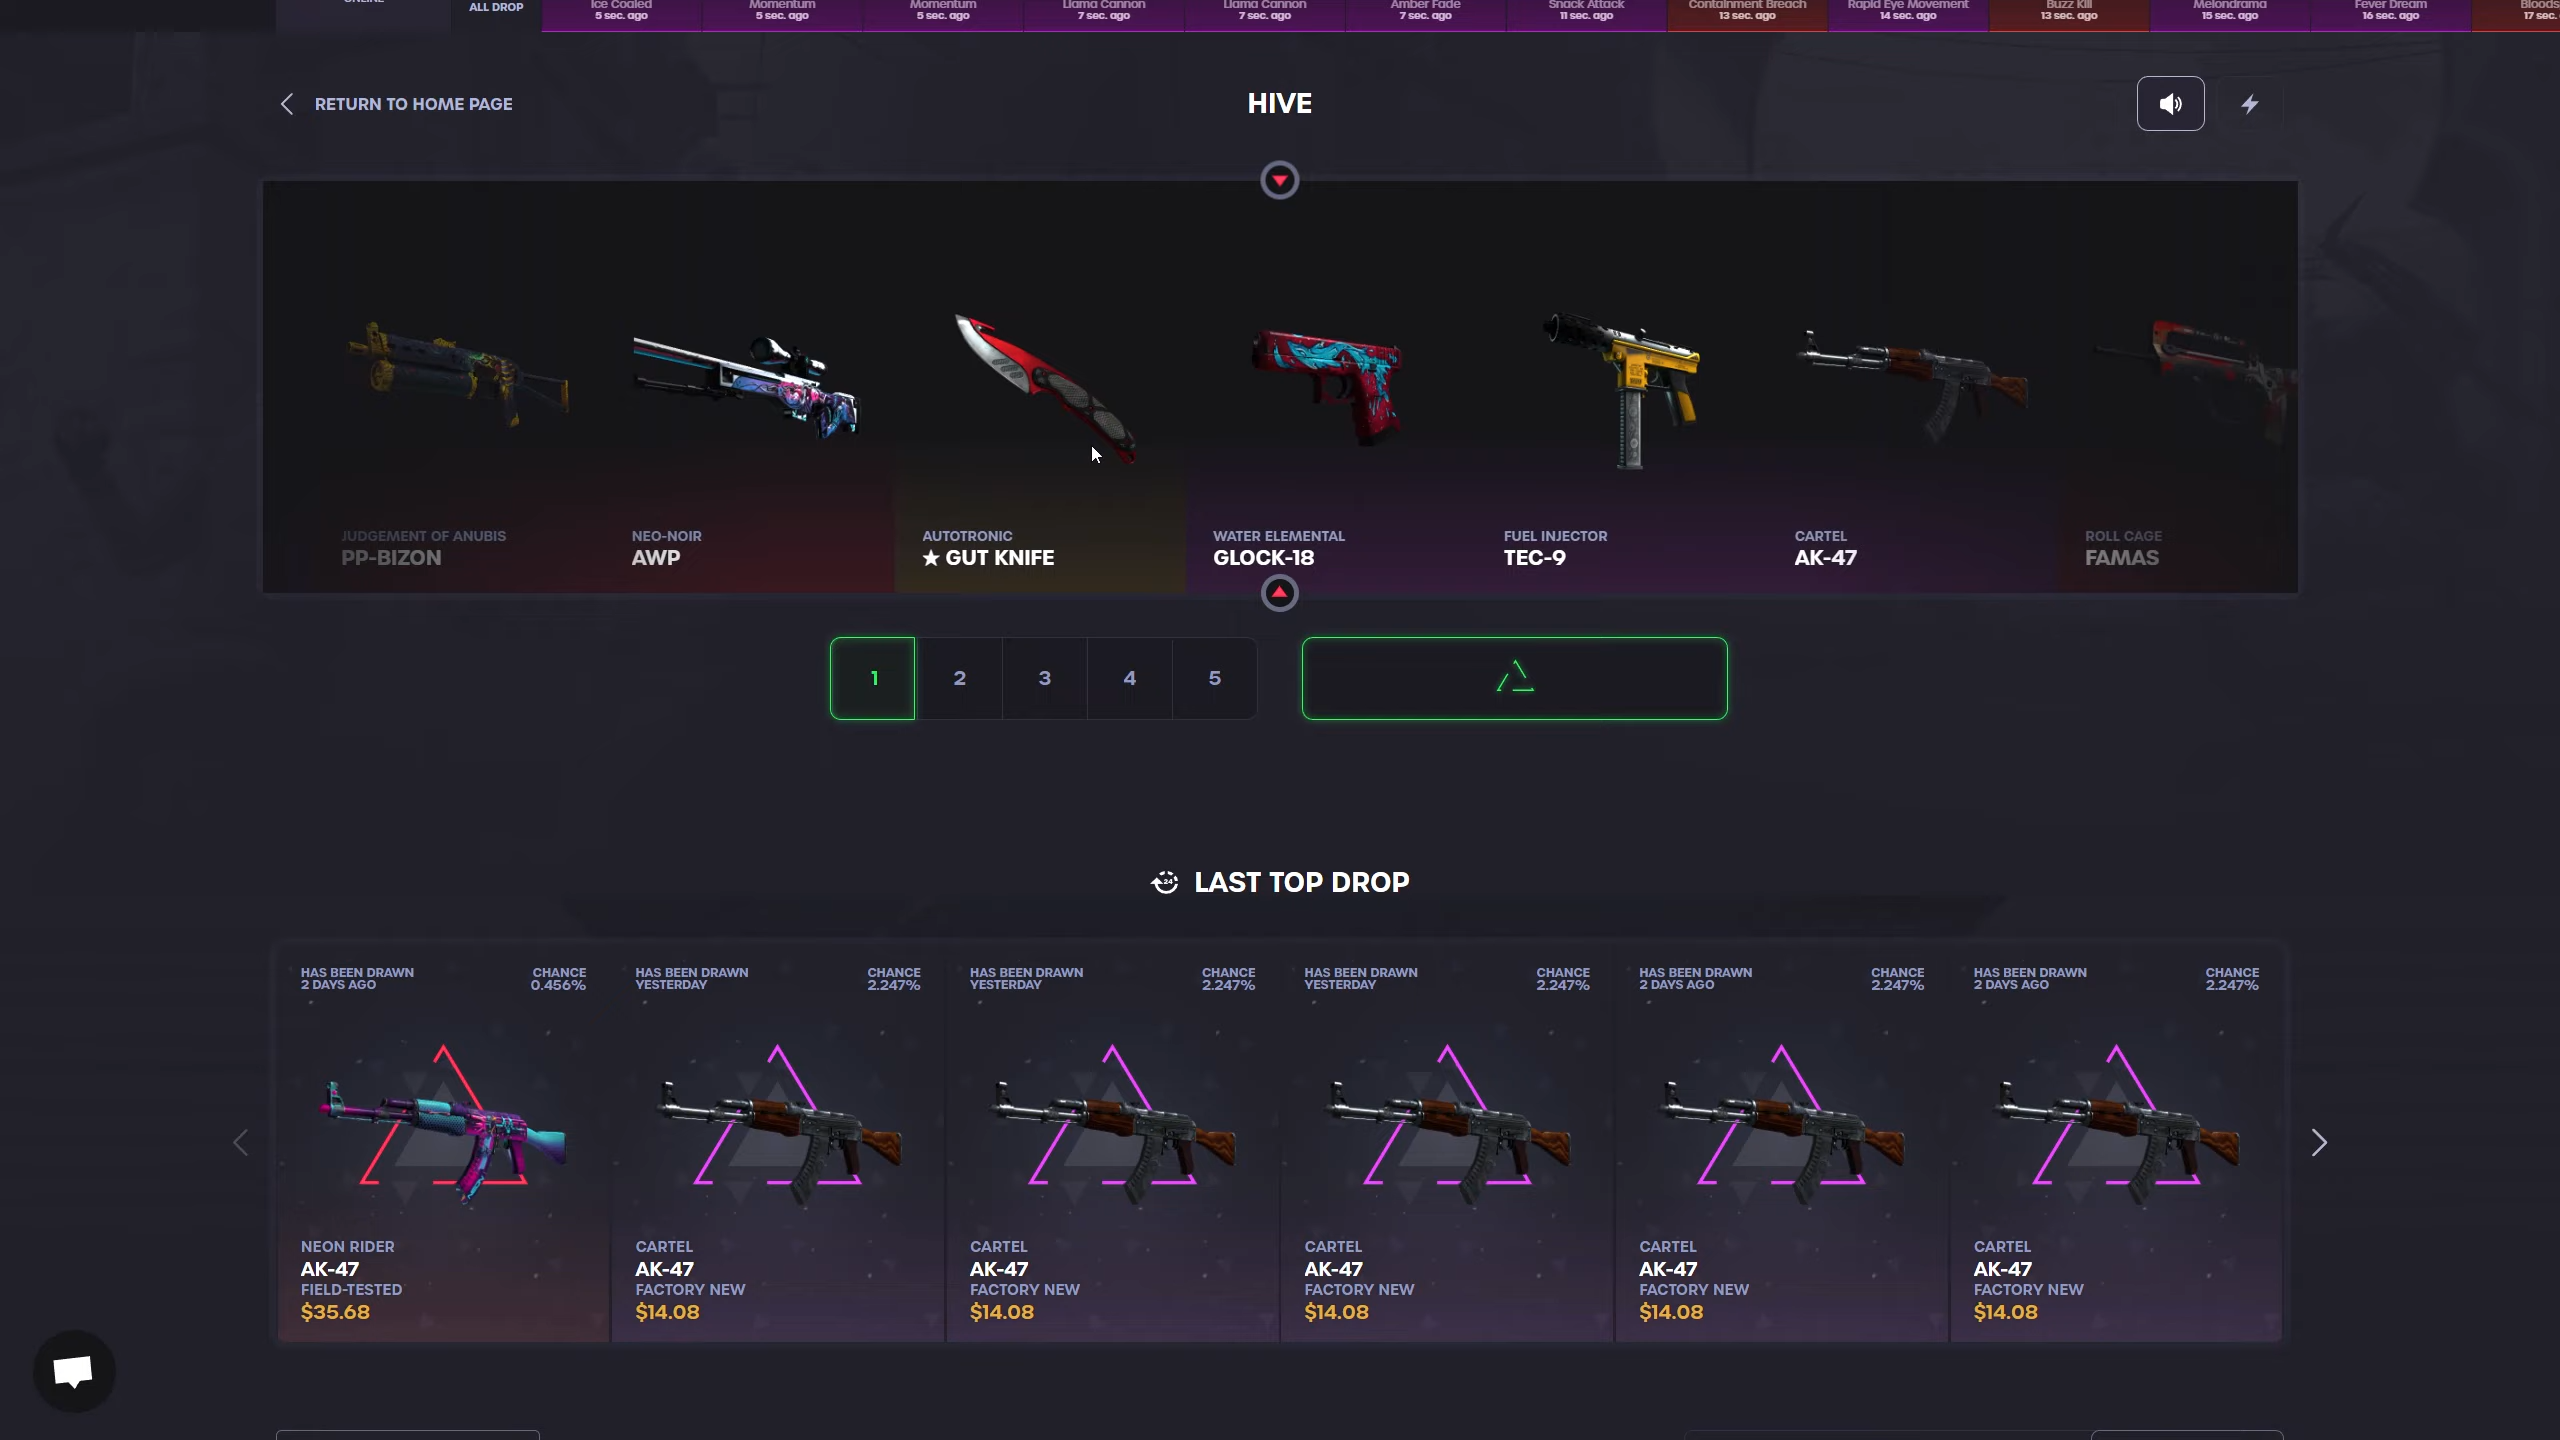 ALL DROP
Ice Coaled
5 sec. ago
Momentum
5 sec. ago
Momentum
5 sec. ago
Llama Cannon
7 sec. ago
Llama Cannon
7 sec. ago
Amber Fade
7 sec. ago
Snack Attack
11 sec. ago
Containment Breach
13 sec. ago
Rapid Eye Movement
14 sec. ago
Buzz Kill
13 sec. ago
Melondrama
15 sec. ago
Fever Dream
16 sec. ago
17 sec.
RETURN TO HOME PAGE
HIVE
JUDGEMENT OF ANUBIS
PP-BIZON
NEO-NOIR
AWP
AUTOTRONIC
★ GUT KNIFE
WATER ELEMENTAL
GLOCK-18
FUEL INJECTOR
TEC-9
CARTEL
AK-47
ROLL CAGE
FAMAS
1 2 3 4 5
LAST TOP DROP
HAS BEEN DRAWN
2 DAYS AGO
CHANCE
0.456%
NEON RIDER
AK-47
FIELD-TESTED
$35.68
HAS BEEN DRAWN
YESTERDAY
CHANCE
2.247%
CARTEL
AK-47
FACTORY NEW
$14.08
HAS BEEN DRAWN
YESTERDAY
CHANCE
2.247%
CARTEL
AK-47
FACTORY NEW
$14.08
HAS BEEN DRAWN
YESTERDAY
CHANCE
2.247%
CARTEL
AK-47
FACTORY NEW
$14.08
HAS BEEN DRAWN
2 DAYS AGO
CHANCE
2.247%
CARTEL
AK-47
FACTORY NEW
$14.08
HAS BEEN DRAWN
2 DAYS AGO
CHANCE
2.247%
CARTEL
AK-47
FACTORY NEW
$14.08